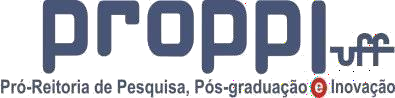 proppi uff
Pró-Reitoria de Pesquisa, Pós-graduação e Inovação